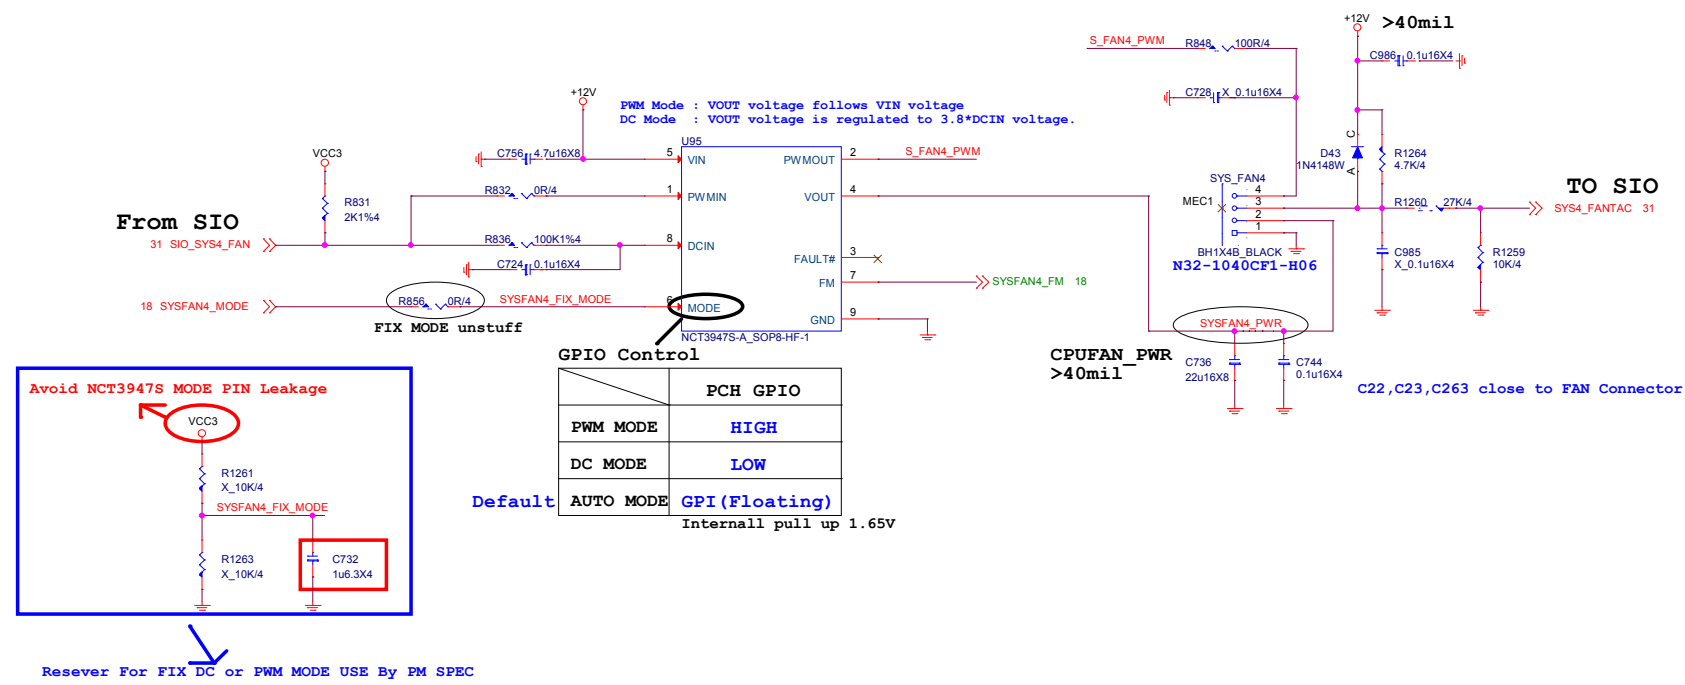 +12V
>40mil
S_FAN4_PWM
R848
100R/4
C986
0.1u16X4
+12V
C728
X_0.1u16X4
PWM Mode : VOUT voltage follows VIN voltage
DC Mode  : VOUT voltage is regulated to 3.8*DCIN voltage.
U95
VCC3
C756
4.7u16X8
5
VIN
PWMOUT
2
S_FAN4_PWM
C
D43
1N4148W
A
R1264
4.7K/4
R832
0R/4
1
PWMIN
VOUT
4
SYS_FAN4
4
3
2
1
MEC1
R1260
27K/4
TO SIO
SYS4_FANTAC
31
R831
2K1%4
From SIO
31
SIO_SYS4_FAN
R836
100K1%4
8
DCIN
C724
0.1u16X4
FAULT#
3
BH1X4B_BLACK
N32-1040CF1-H06
C985
X_0.1u16X4
R1259
10K/4
FM
7
SYSFAN4_FM
18
18
SYSFAN4_MODE
R856
0R/4
SYSFAN4_FIX_MODE
6
MODE
FIX MODE unstuff
GND
9
NCT3947S-A_SOP8-HF-1
SYSFAN4_PWR
GPIO Control
CPUFAN_PWR
>40mil
C736
22u16X8
C744
0.1u16X4
C22,C23,C263 close to FAN Connector
PCH GPIO
PWM MODE
HIGH
DC MODE
LOW
Default
AUTO MODE
GPI(Floating)
Internall pull up 1.65V
Avoid NCT3947S MODE PIN Leakage
VCC3
R1261
X_10K/4
SYSFAN4_FIX_MODE
R1263
X_10K/4
C732
1u6.3X4
Resever For FIX DC or PWM MODE USE By PM SPEC